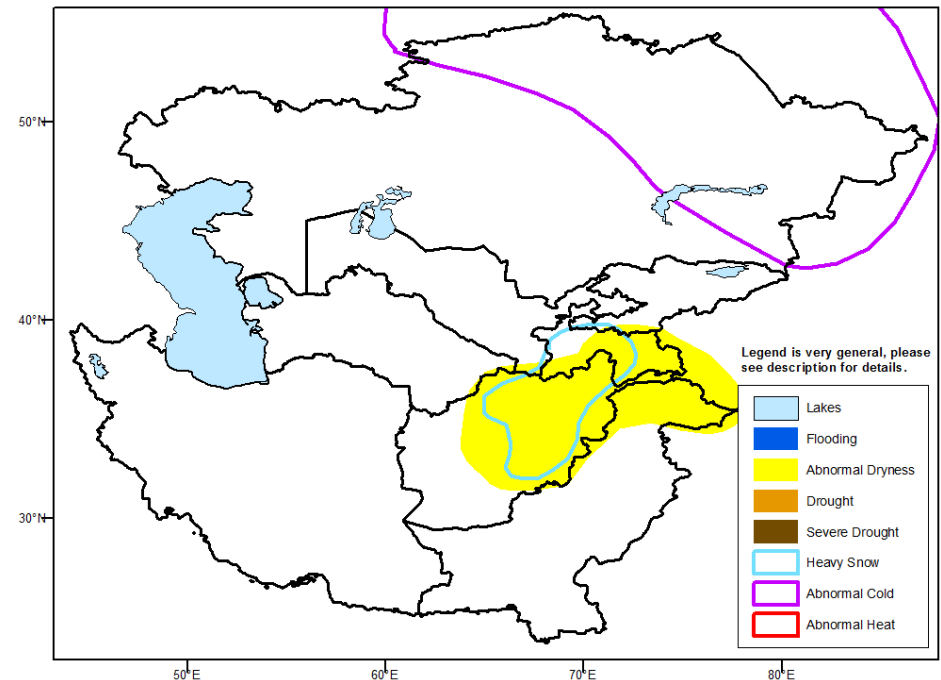 50°N
40°N
30°N
Legend is very general, please
see description for details.
Lakes
Flooding
Abnormal Dryness
Drought
Severe Drought
Heavy Snow
Abnormal Cold
Abnormal Heat
50°E
60°E
70°E
80°E